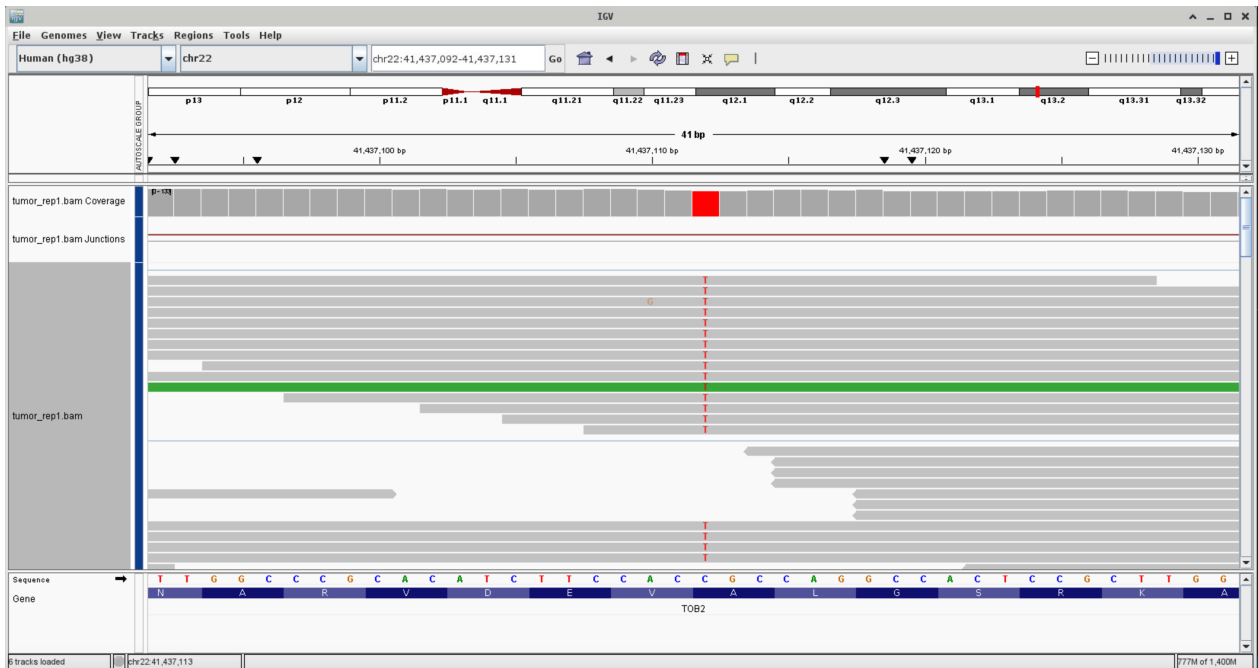 IGV
File Genomes View Tracks Regions Tools Help
Human (hg38) chr22 chr22:41,437,092-41,437,131 Go
AUTOSCALE GROUP
p13 p12 p11.2 p11.1 q11.1 q11.21 q11.22 q11.23 q12.1 q12.2 q12.3 q13.1 q13.2 q13.31 q13.32
41 bp
41,437,100 bp 41,437,110 bp 41,437,120 bp 41,437,130 bp
tumor_rep1.bam Coverage
tumor_rep1.bam Junctions
T
T
G T
T
T
T
T
T
T
T
T
T
T
T
T
tumor_rep1.bam
T
T
T
T
Sequence T T G G C C C G C A C A T C T T C C A C C G C C A G G C C A C T C C G C T T G G
Gene N A R V D E V A L G S R K A
TOB2
6 tracks loaded chr22:41,437,113 777M of 1,400M